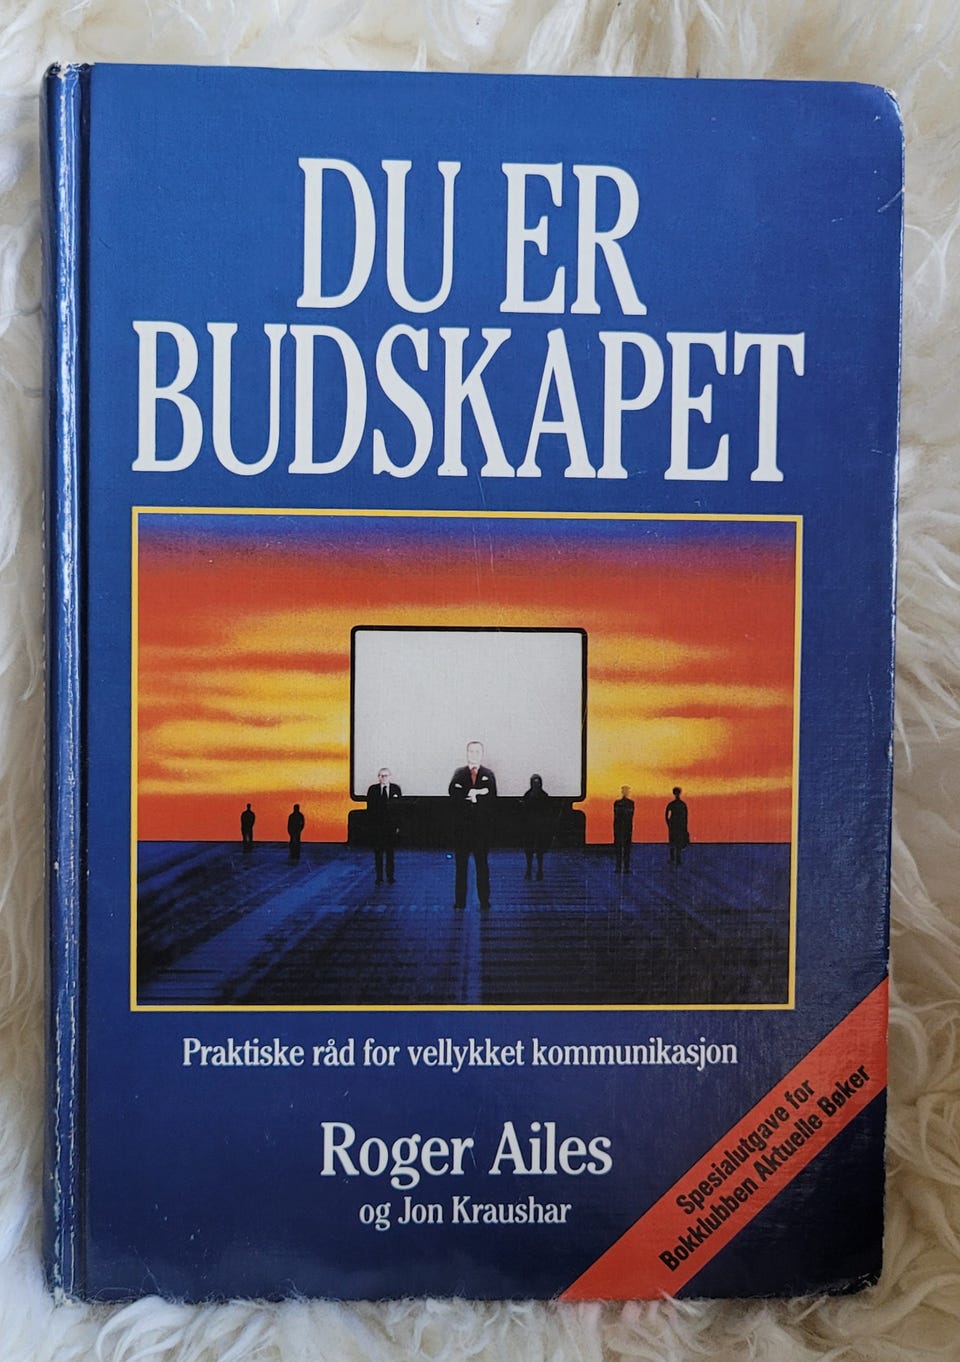 DU ER
BUDSKAPET
Praktiske råd for vellykket kommunikasjon
Roger Ailes
og Jon Kraushar
Spesialutgave for
Bokklubben Aktuelle Bøker